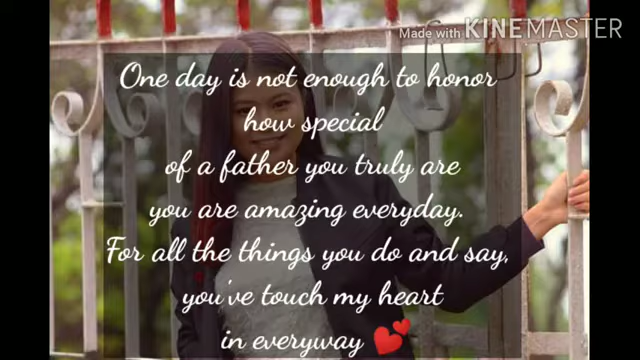 Made with KINEMASTER
One day is not enough to honor
how special
of a father you truly are
you are amazing everyday.
For all the things you do and say,
you've touch my heart
in everyway 💕